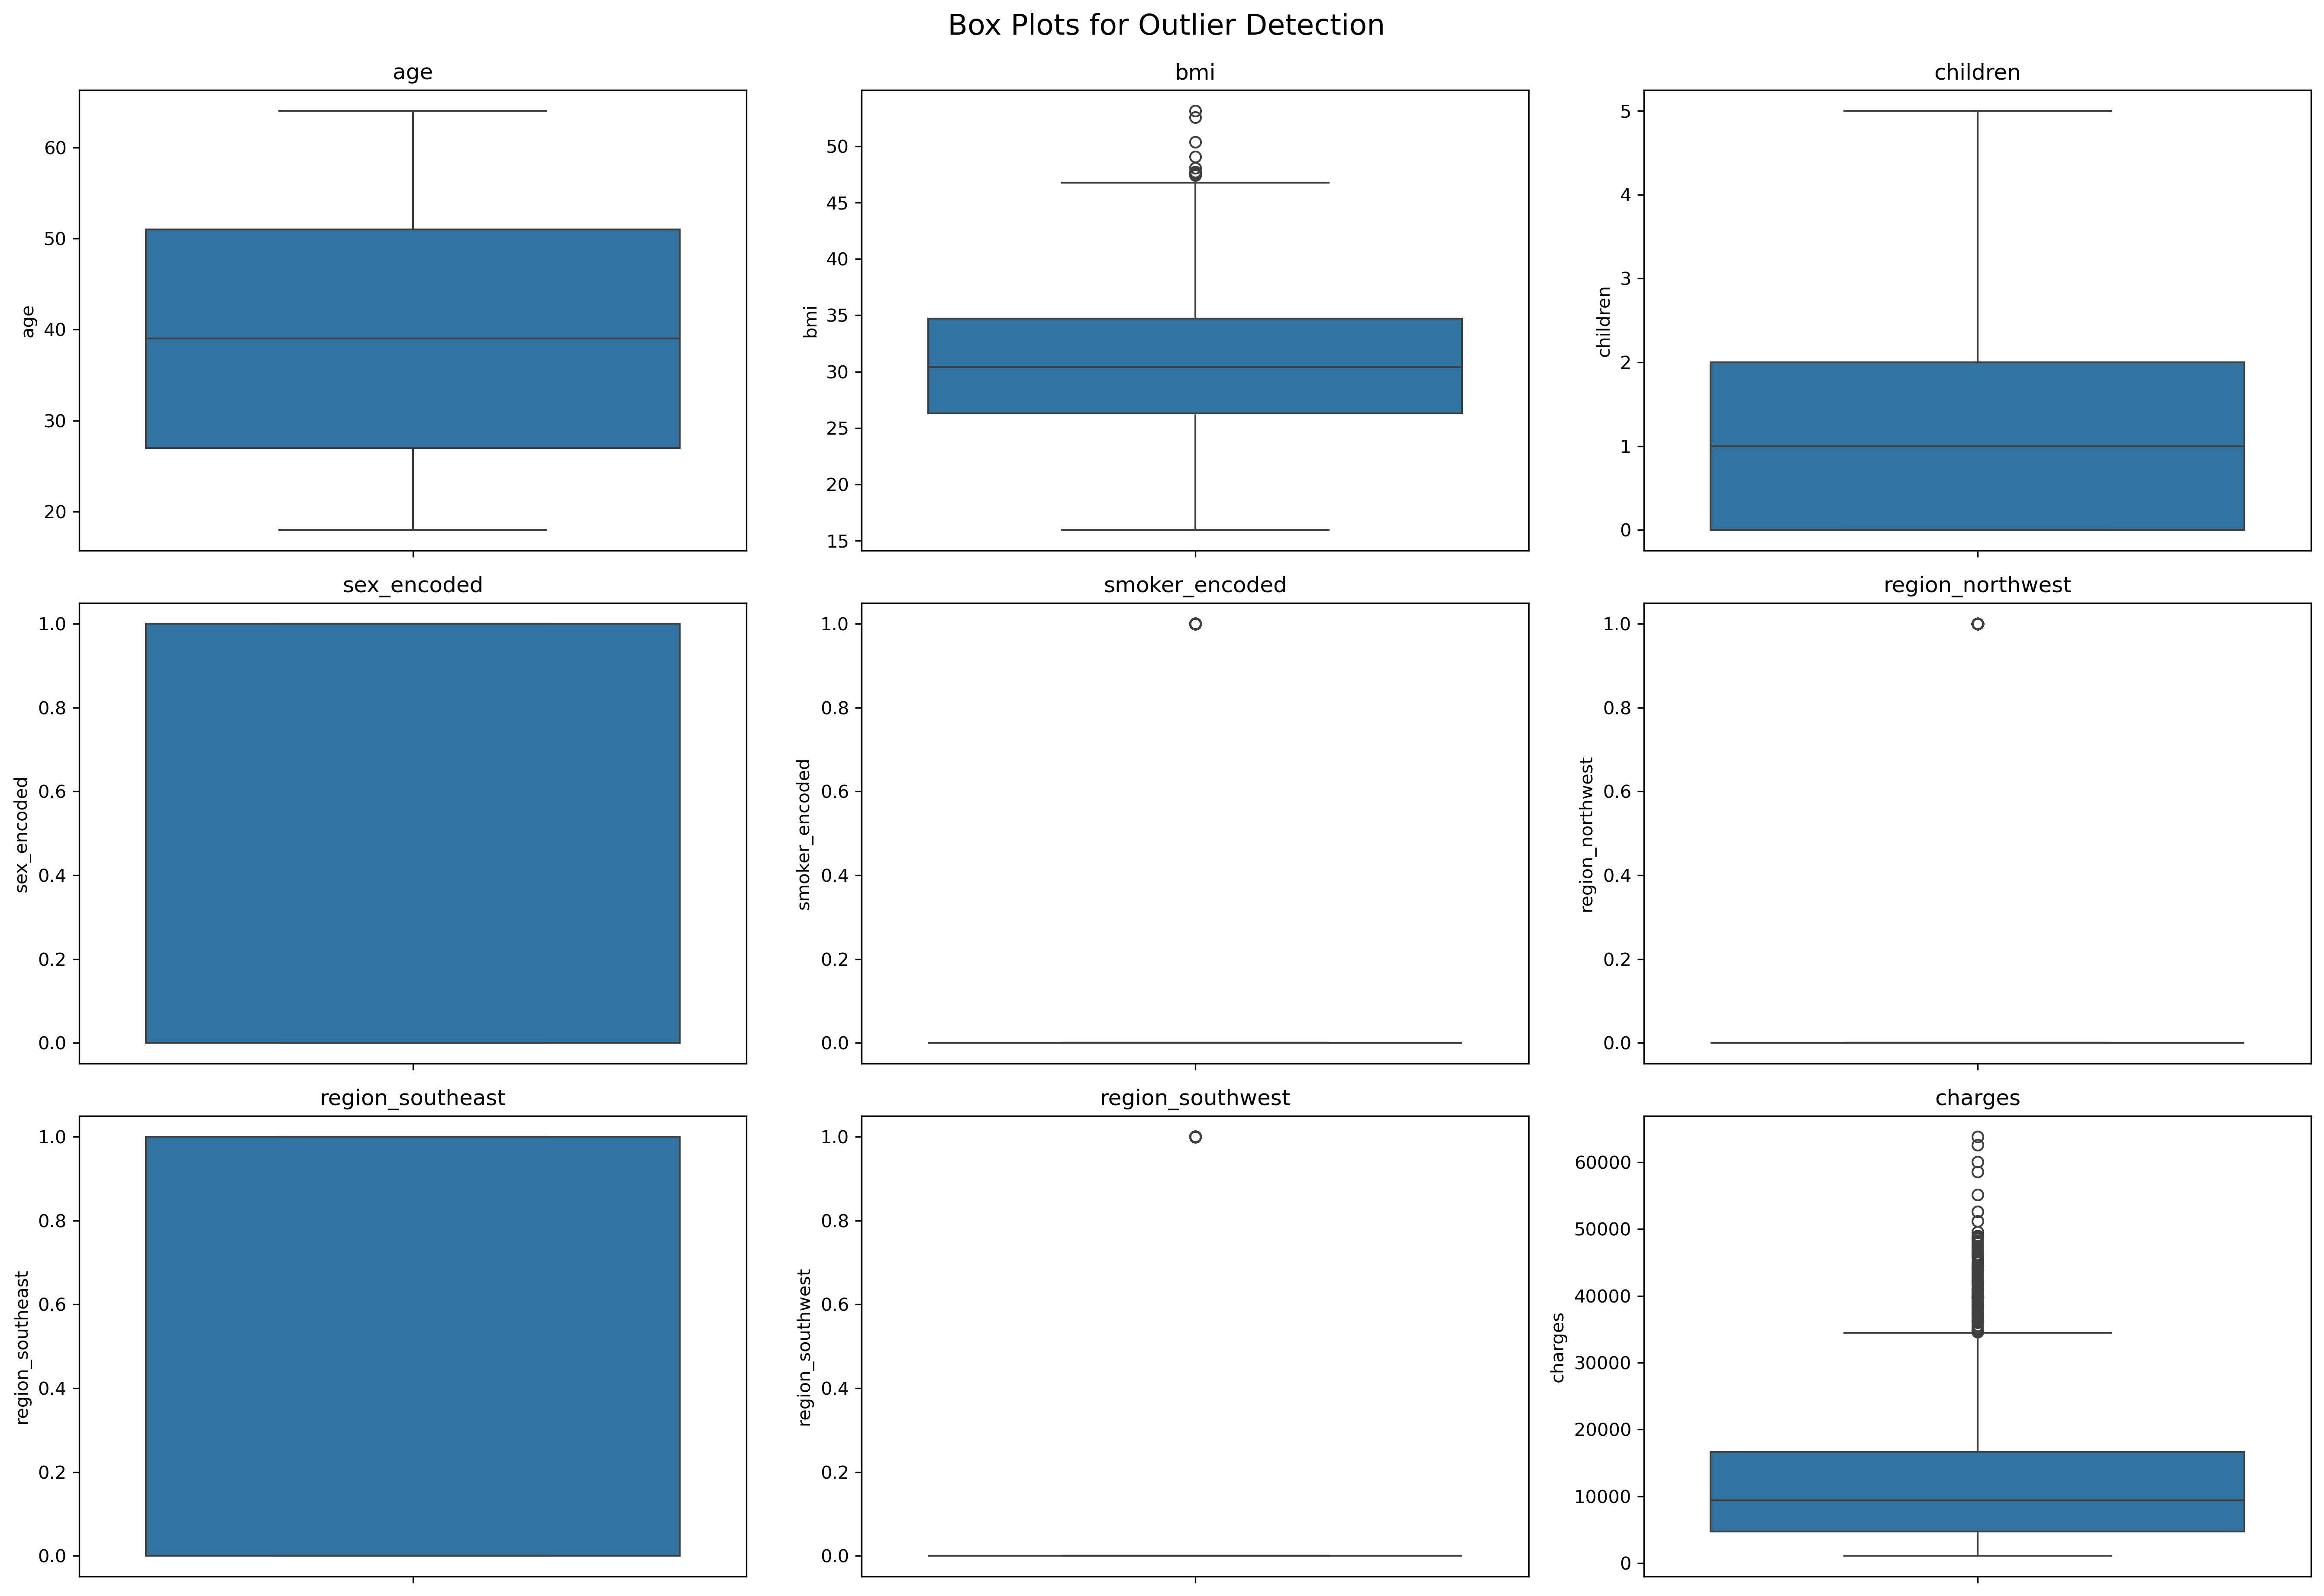 Box Plots for Outlier Detection
age
60
50
40
30
20
age
bmi
50
45
40
35
30
25
20
15
bmi
children
5
4
3
2
1
0
children
sex_encoded
1.0
0.8
0.6
0.4
0.2
0.0
sex_encoded
smoker_encoded
1.0
0.8
0.6
0.4
0.2
0.0
smoker_encoded
region_northwest
1.0
0.8
0.6
0.4
0.2
0.0
region_northwest
region_southeast
1.0
0.8
0.6
0.4
0.2
0.0
region_southeast
region_southwest
1.0
0.8
0.6
0.4
0.2
0.0
region_southwest
charges
60000
50000
40000
30000
20000
10000
0
charges